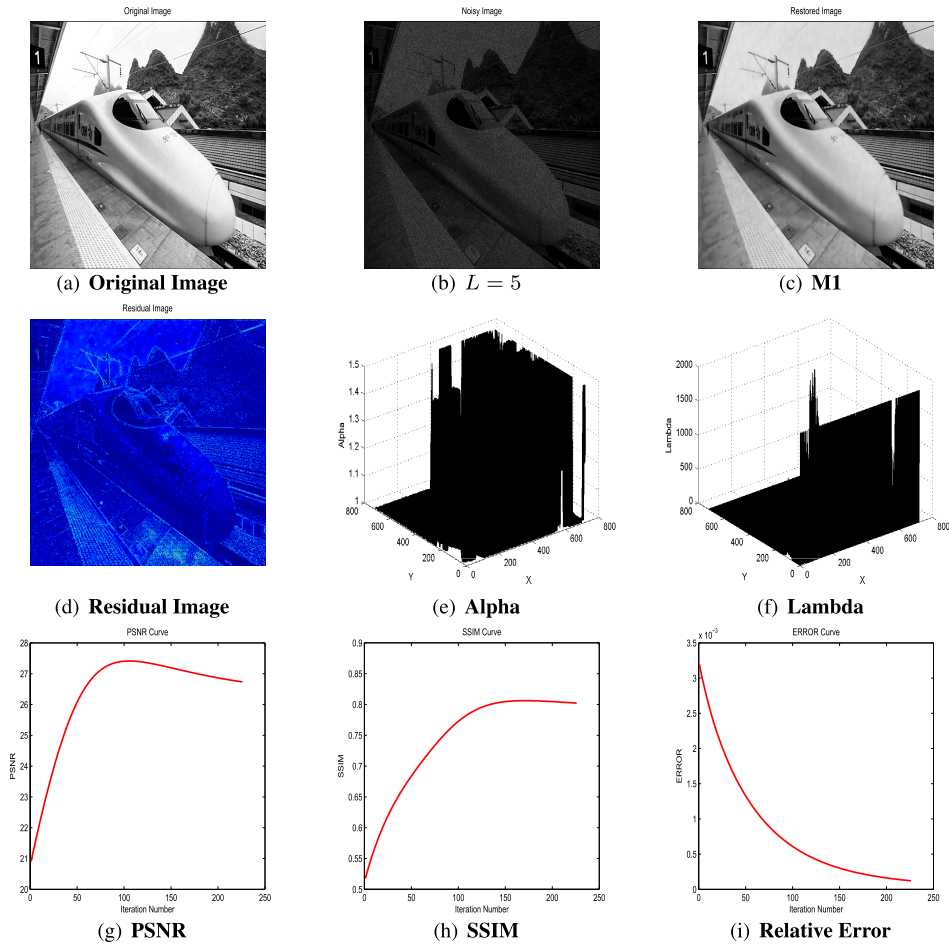 Original Image
Noisy Image
Restored Image
1
1
(a) Original Image
(b) L = 5
(c) M1
Residual Image
1.5
1.4
1.3
1.2
1.1
1
Alpha
800
600
400
200
0
Y
0
200
400
600
800
X
2000
1500
1000
500
0
Lambda
800
600
400
200
0
Y
0
200
400
600
800
X
(d) Residual Image
(e) Alpha
(f) Lambda
PSNR Curve
28
27
26
25
24
23
22
21
20
PSNR
0
50
100
150
200
250
Iteration Number
SSIM Curve
0.9
0.85
0.8
0.75
0.7
0.65
0.6
0.55
0.5
SSIM
0
50
100
150
200
250
Iteration Number
ERROR Curve
x 10⁻³
3.5
3
2.5
2
1.5
1
0.5
0
ERROR
0
50
100
150
200
250
Iteration Number
(g) PSNR
(h) SSIM
(i) Relative Error